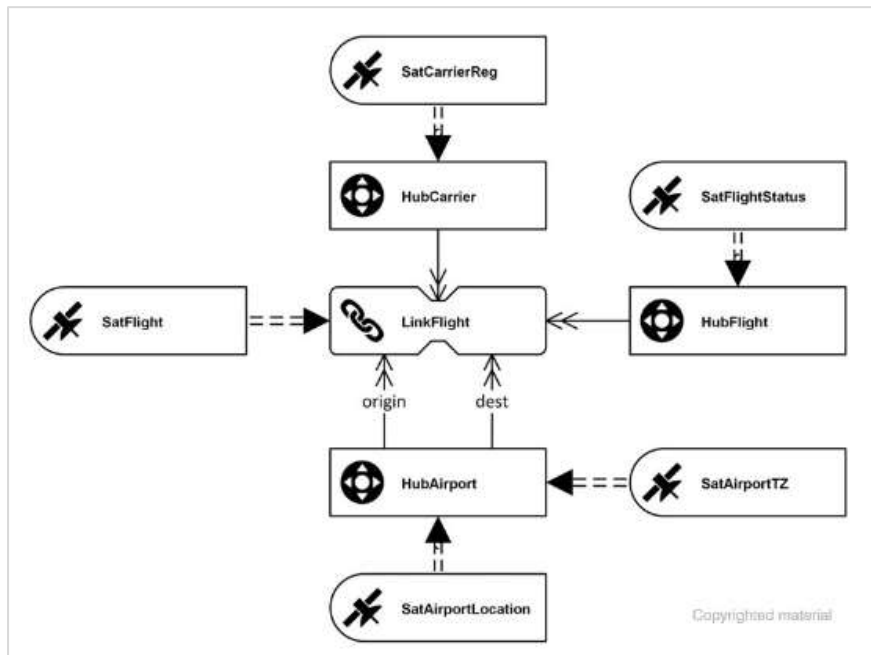 SatCarrierReg
HubCarrier
SatFlightStatus
SatFlight
LinkFlight
HubFlight
origin
dest
HubAirport
SatAirportTZ
SatAirportLocation
Copyrighted material